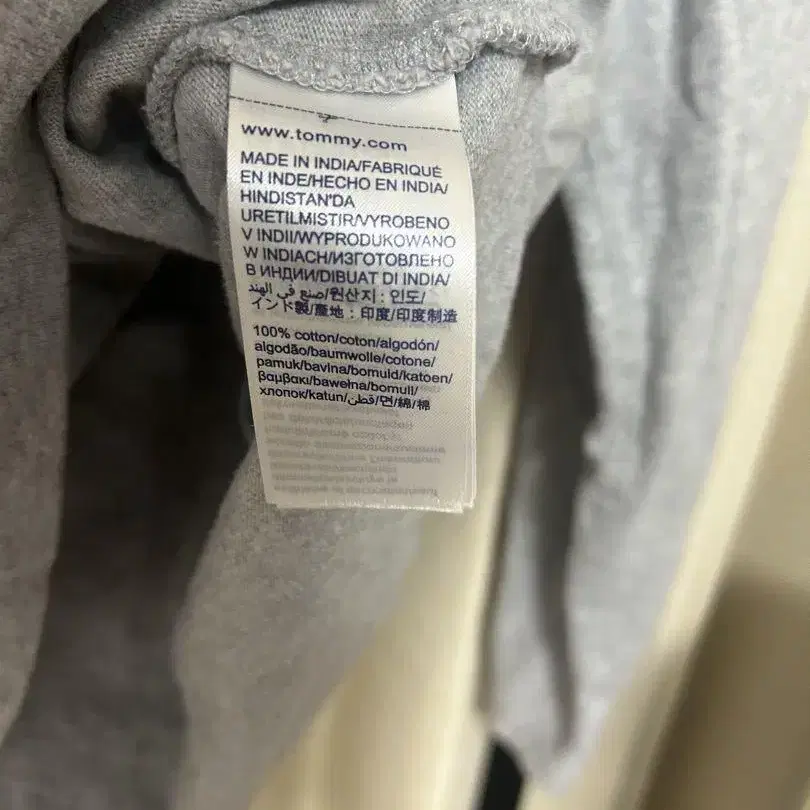 www.tommy.com
MADE IN INDIA/FABRIQUÉ
EN INDE/HECHO EN INDIA/
HINDISTAN'DA
URETILMISTIR/VYROBENO
V INDII/WYPRODUKOWANO
W INDIACH/ИЗГОТОВЛЕНО
В ИНДИИ/DIBUAT DI INDIA/
صنع في الهند/원산지 : 인도/
インド製/產地 : 印度/印度制造
100% cotton/coton/algodón/
algodão/baumwolle/cotone/
pamuk/bavlna/bomuld/katoen/
βαμβακι/bawełna/bomull/
хлопок/katun/قطن/면/綿/棉